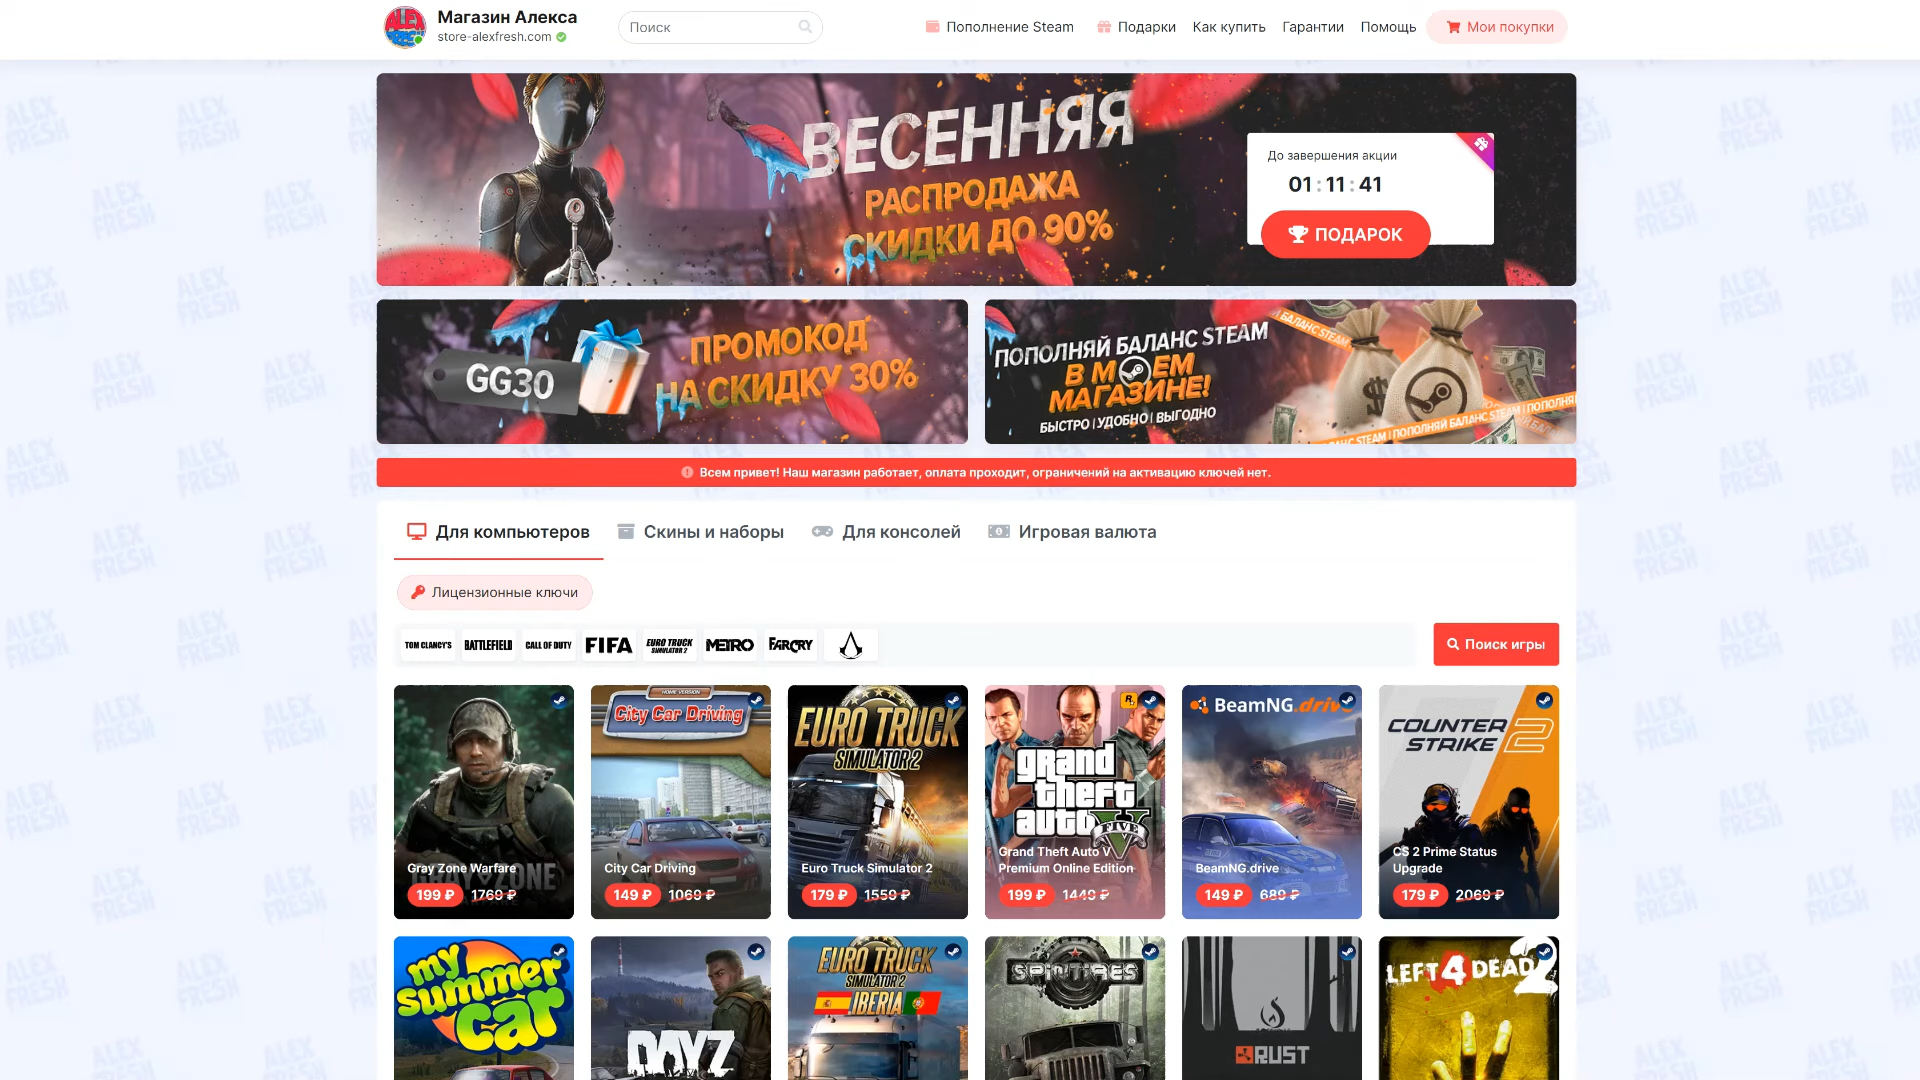 Магазин Алекса
store-alexfresh.com
Поиск
Пополнение Steam
Подарки
Как купить
Гарантии
Помощь
Мои покупки
ВЕСЕННЯЯ
РАСПРОДАЖА
СКИДКИ ДО 90%
До завершения акции
01 : 11 : 41
ПОДАРОК
GG30
ПРОМОКОД
НА СКИДКУ 30%
ПОПОЛНЯЙ БАЛАНС STEAM
В МОЕМ
МАГАЗИНЕ!
БЫСТРО | УДОБНО | ВЫГОДНО
Всем привет! Наш магазин работает, оплата проходит, ограничений на активацию ключей нет.
Для компьютеров
Скины и наборы
Для консолей
Игровая валюта
Лицензионные ключи
TOM CLANCY'S
BATTLEFIELD
CALL OF DUTY
FIFA
EURO TRUCK
SIMULATOR 2
METRO
FARCRY
Поиск игры
Gray Zone Warfare
199 ₽ 1769 ₽
HOME VERSION
City Car Driving
City Car Driving
149 ₽ 1069 ₽
EURO TRUCK
SIMULATOR 2
Euro Truck Simulator 2
179 ₽ 1559 ₽
grand
theft
auto
FIVE
Grand Theft Auto V
Premium Online Edition
199 ₽ 1449 ₽
BeamNG.drive
BeamNG.drive
149 ₽ 689 ₽
COUNTER
STRIKE 2
CS 2 Prime Status
Upgrade
179 ₽ 2069 ₽
my
summer
car
DAYZ
EURO TRUCK
SIMULATOR 2
IBERIA
SPINTIRES
RUST
LEFT 4 DEAD 2
ALEX
FRESH